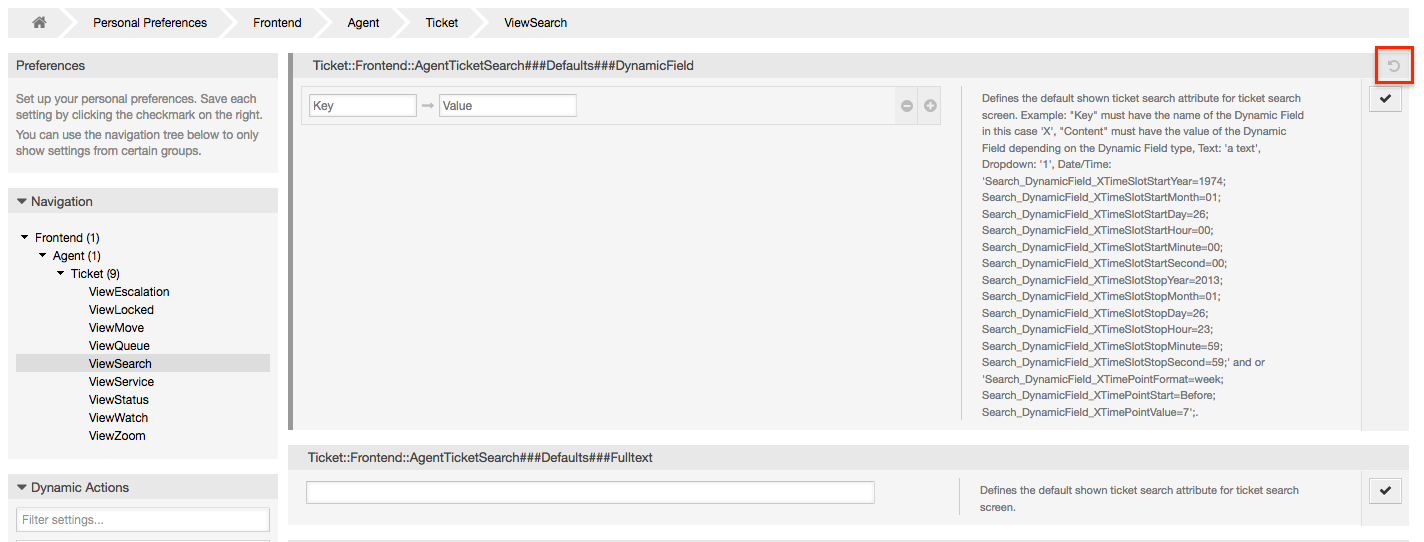 Personal Preferences Frontend Agent Ticket ViewSearch
Preferences
Set up your personal preferences. Save each
setting by clicking the checkmark on the right.
You can use the navigation tree below to only
show settings from certain groups.
Navigation
Frontend (1)
Agent (1)
Ticket (9)
ViewEscalation
ViewLocked
ViewMove
ViewQueue
ViewSearch
ViewService
ViewStatus
ViewWatch
ViewZoom
Dynamic Actions
Filter settings...
Ticket::Frontend::AgentTicketSearch###Defaults###DynamicField
Key Value
Defines the default shown ticket search attribute for ticket search
screen. Example: "Key" must have the name of the Dynamic Field
in this case 'X', "Content" must have the value of the Dynamic
Field depending on the Dynamic Field type, Text: 'a text',
Dropdown: '1', Date/Time:
'Search_DynamicField_XTimeSlotStartYear=1974;
Search_DynamicField_XTimeSlotStartMonth=01;
Search_DynamicField_XTimeSlotStartDay=26;
Search_DynamicField_XTimeSlotStartHour=00;
Search_DynamicField_XTimeSlotStartMinute=00;
Search_DynamicField_XTimeSlotStartSecond=00;
Search_DynamicField_XTimeSlotStopYear=2013;
Search_DynamicField_XTimeSlotStopMonth=01;
Search_DynamicField_XTimeSlotStopDay=26;
Search_DynamicField_XTimeSlotStopHour=23;
Search_DynamicField_XTimeSlotStopMinute=59;
Search_DynamicField_XTimeSlotStopSecond=59;' and or
'Search_DynamicField_XTimePointFormat=week;
Search_DynamicField_XTimePointStart=Before;
Search_DynamicField_XTimePointValue=7';.
Ticket::Frontend::AgentTicketSearch###Defaults###Fulltext
Defines the default shown ticket search attribute for ticket search
screen.